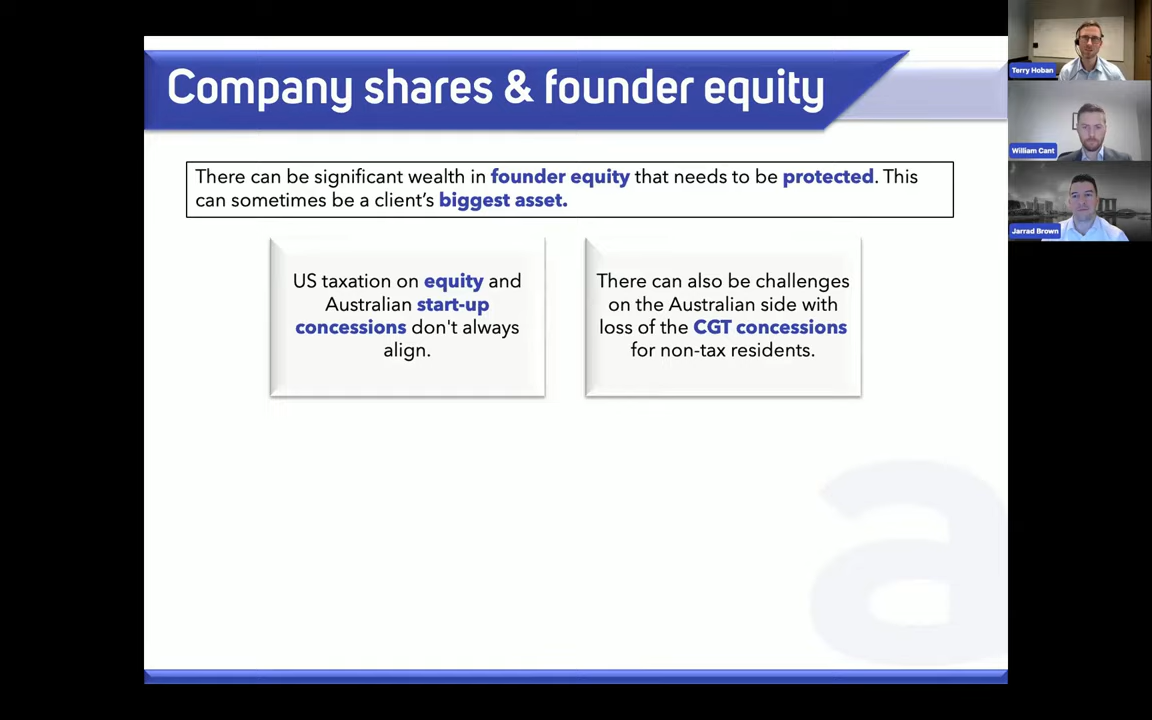 Company shares & founder equity
There can be significant wealth in founder equity that needs to be protected. This
can sometimes be a client's biggest asset.
US taxation on equity and
Australian start-up
concessions don't always
align.
There can also be challenges
on the Australian side with
loss of the CGT concessions
for non-tax residents.
a
Terry Hoban
William Cant
Jarrad Brown